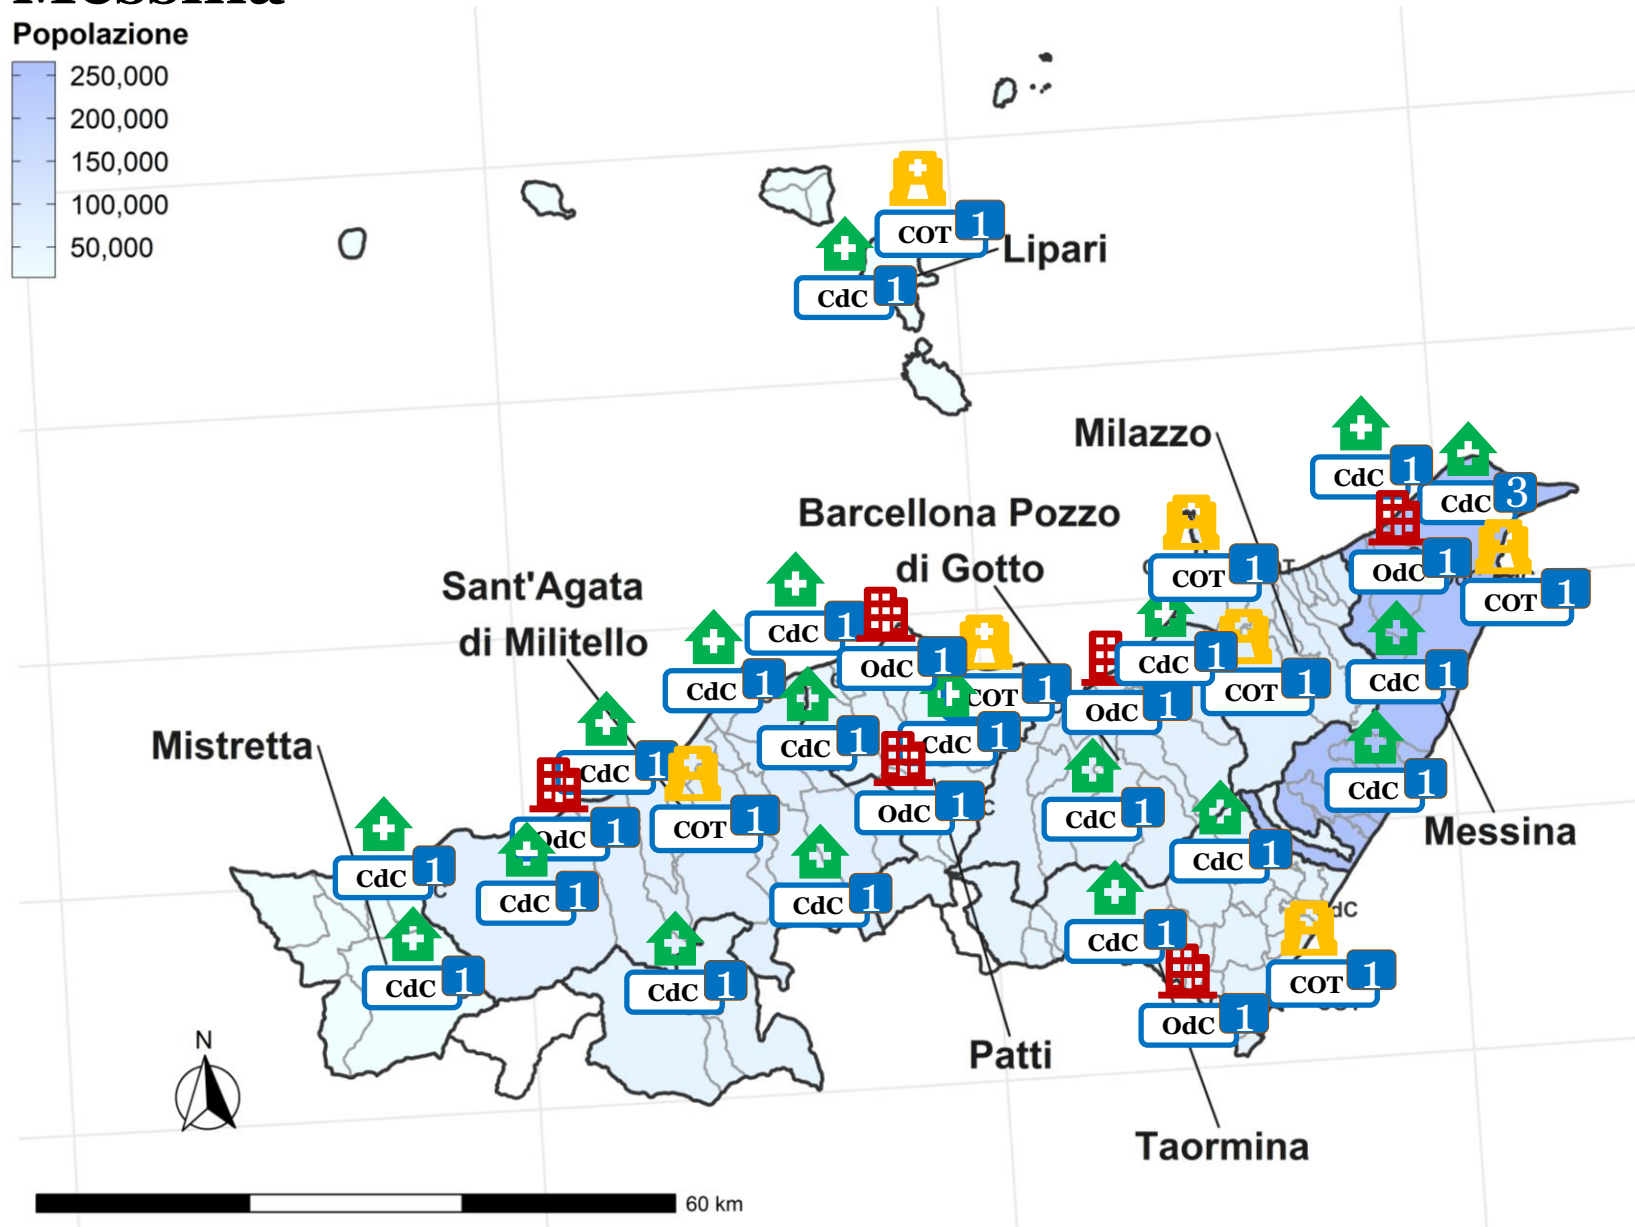 Messina
Popolazione
250,000
200,000
150,000
100,000
50,000
COT 1
Lipari
CdC 1
Milazzo
CdC 1
CdC 3
Barcellona Pozzo
di Gotto
COT 1
OdC 1
COT 1
Sant'Agata
di Militello
CdC 1
OdC 1
CdC 1
CdC 1
COT 1
CdC 1
COT 1
OdC 1
CdC 1
Mistretta
CdC 1
CdC 1
CdC 1
COT 1
OdC 1
OdC 1
CdC 1
CdC 1
Messina
CdC 1
CdC 1
CdC 1
CdC 1
CdC 1
CdC 1
COT 1
CdC 1
CdC 1
OdC 1
N
Patti
Taormina
60 km